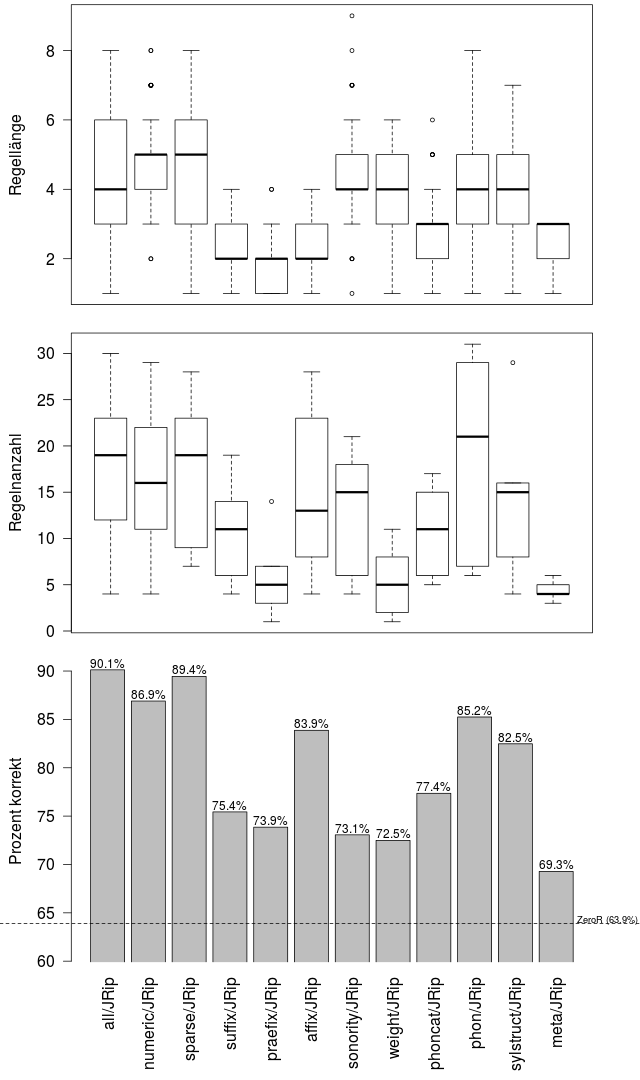 Regellänge
8
6
4
2
Regelnanzahl
30
25
20
15
10
5
0
Prozent korrekt
90
85
80
75
70
65
60
90.1%
86.9%
89.4%
75.4%
73.9%
83.9%
73.1%
72.5%
77.4%
85.2%
82.5%
69.3%
ZeroR (63.9%)
all/JRip
numeric/JRip
sparse/JRip
suffix/JRip
praefix/JRip
affix/JRip
sonority/JRip
weight/JRip
phoncat/JRip
phon/JRip
sylstruct/JRip
meta/JRip